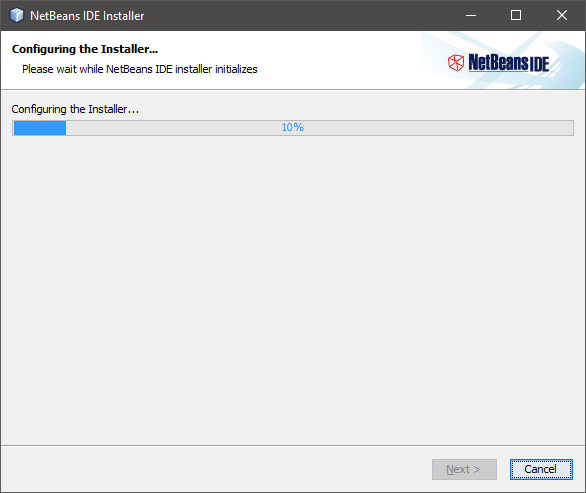 NetBeans IDE Installer
Configuring the Installer...
Please wait while NetBeans IDE installer initializes
NetBeans IDE
Configuring the Installer...
10%
Next >
Cancel